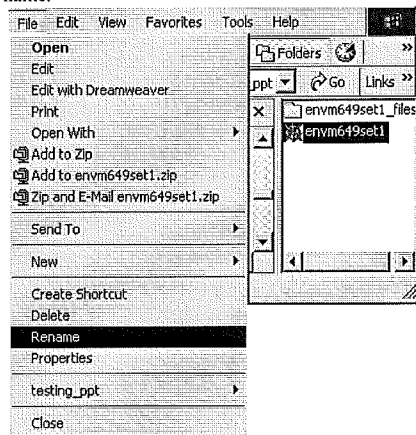 name.
File Edit View Favorites Tools Help
Open
Edit
Edit with Dreamweaver
Print
Open With
Add to Zip
Add to envm649set1.zip
Zip and E-Mail envm649set1.zip
Send To
New
Create Shortcut
Delete
Rename
Properties
testing_ppt
Close
Folders »
ppt Go Links »
envm649set1_files
envm649set1